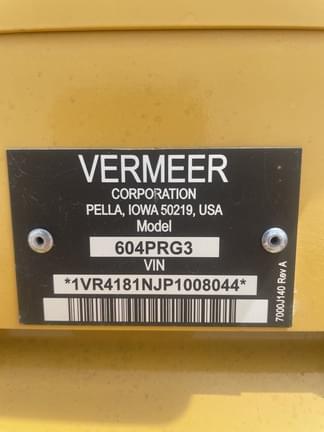 VERMEER
CORPORATION
PELLA, IOWA 50219, USA
Model
604PRG3
VIN
*1VR4181NJP1008044*
7000J140 Rev A